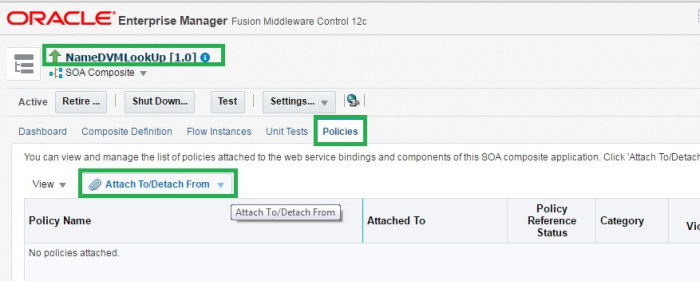 ORACLE Enterprise Manager Fusion Middleware Control 12c
NameDVMLookUp [1.0]
SOA Composite
Active Retire ... Shut Down... Test Settings...
Dashboard Composite Definition Flow Instances Unit Tests Policies
You can view and manage the list of policies attached to the web service bindings and components of this SOA composite application. Click 'Attach To/Detach
View Attach To/Detach From
Attach To/Detach From
Policy Name Attached To Policy Reference Status Category
No policies attached.